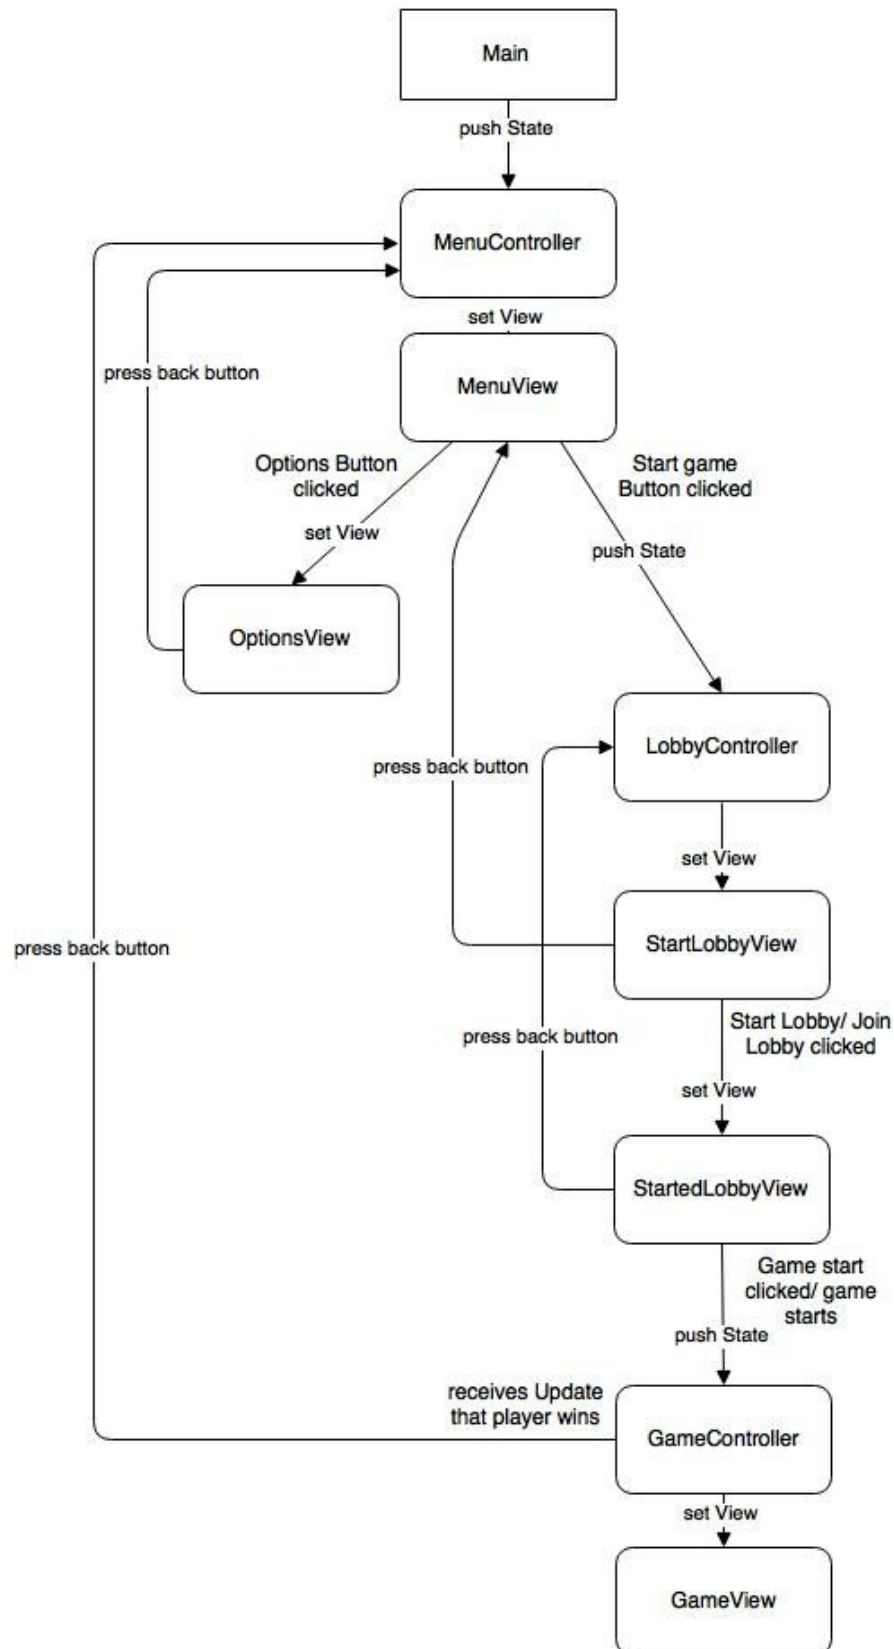 Main
push State
MenuController
set View
press back button
MenuView
Options Button
clicked
Start game
Button clicked
set View
push State
OptionsView
LobbyController
press back button
set View
press back button
StartLobbyView
Start Lobby/ Join
Lobby clicked
press back button
set View
StartedLobbyView
Game start
clicked/ game
starts
push State
receives Update
that player wins
GameController
set View
GameView